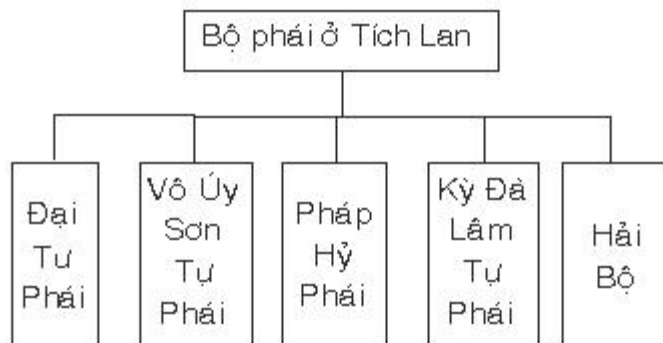 Bộ phái ở Tích Lan
Đại
Tư
Phái
Vô Úy
Sơn
Tự
Phái
Pháp
Hỷ
Phái
Kỳ Đà
Lâm
Tự
Phái
Hải
Bộ